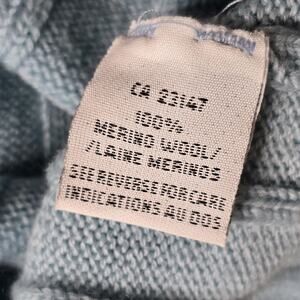 CA 23147
100%
MERINO WOOL/
/LAINE MERINOS
SEE REVERSE FOR CARE
INDICATIONS AU DOS